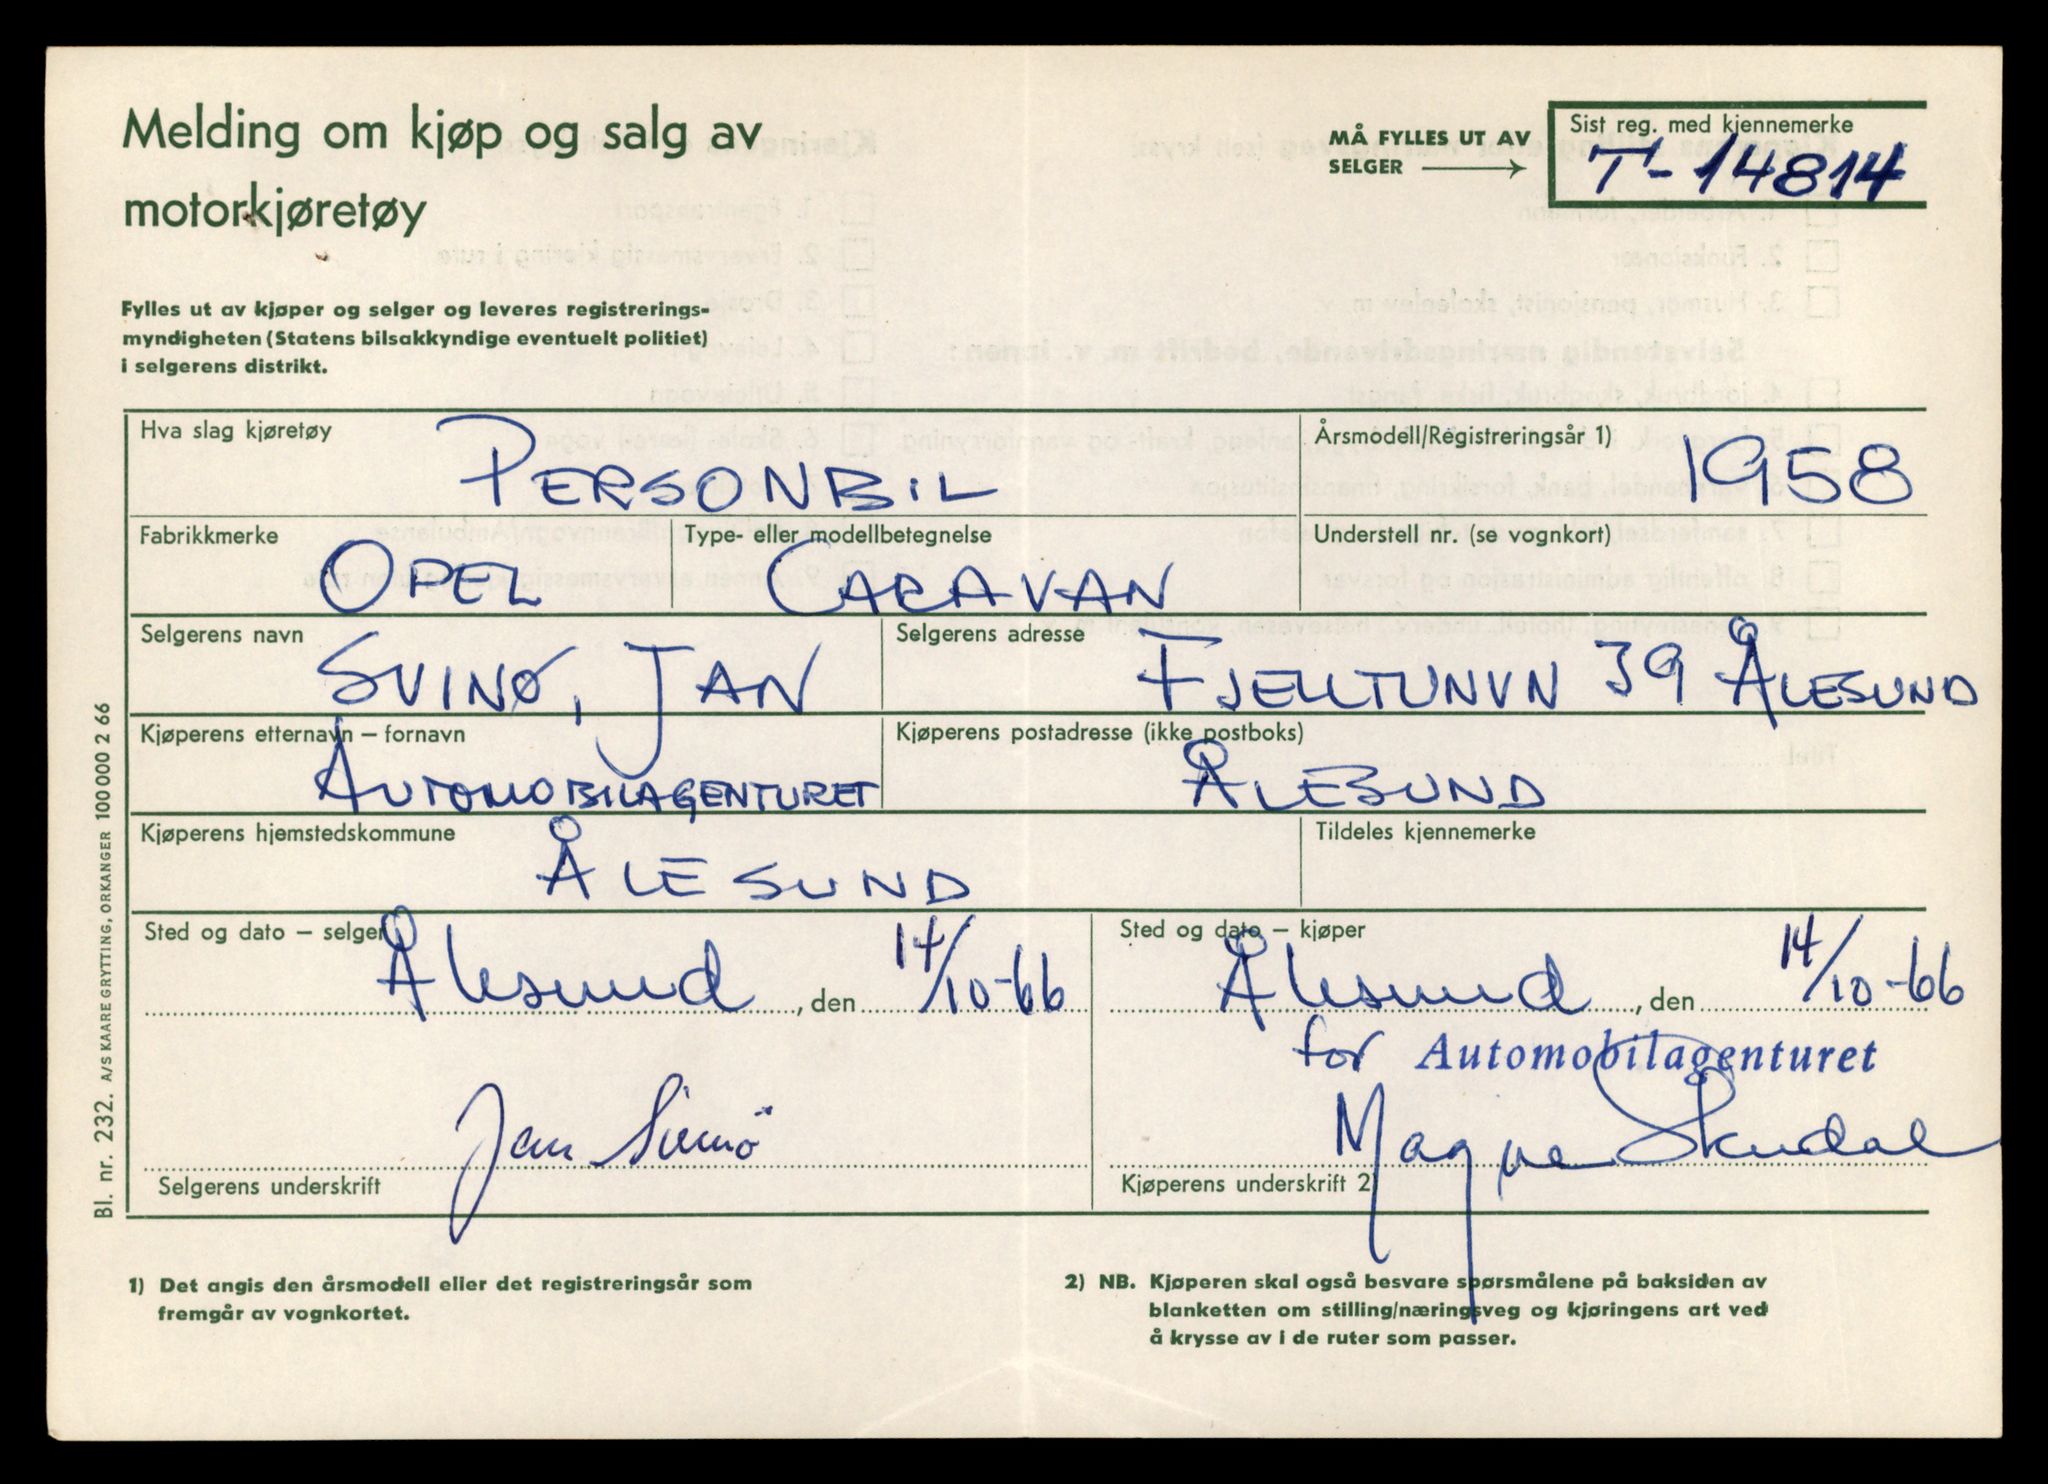 Melding om kjøp og salg av
motorkjøretøy
MÅ FYLLES UT AV
SELGER
Sist reg. med kjennemerke
T-14814
Fylles ut av kjøper og selger og leveres registrerings-
myndigheten (Statens bilsakkyndige eventuelt politiet)
i selgerens distrikt.
Hva slag kjøretøy
PERSONBIL
Årsmodell/Registreringsår 1)
1958
Fabrikkmerke
OPEL
Type- eller modellbetegnelse
CARAVAN
Understell nr. (se vognkort)
Selgerens navn
SVINØ, JAN
Selgerens adresse
FJELLTUNVN 39 ÅLESUND
Kjøperens etternavn – fornavn
AUTOMOBILAGENTURET
Kjøperens postadresse (ikke postboks)
ÅLESUND
Kjøperens hjemstedskommune
ÅLESUND
Tildeles kjennemerke
Sted og dato – selger
Ålesund, den 14/10-66
Sted og dato – kjøper
Ålesund, den 14/10-66
for Automobilagenturet
Jan Svinö
Selgerens underskrift
Magne Skudal
Kjøperens underskrift 2)
1) Det angis den årsmodell eller det registreringsår som
fremgår av vognkortet.
2) NB. Kjøperen skal også besvare spørsmålene på baksiden av
blanketten om stilling/næringsveg og kjøringens art ved
å krysse av i de ruter som passer.
Bl. nr. 232. A/S KAARE GRYTTING, ORKANGER 100 000 2 66